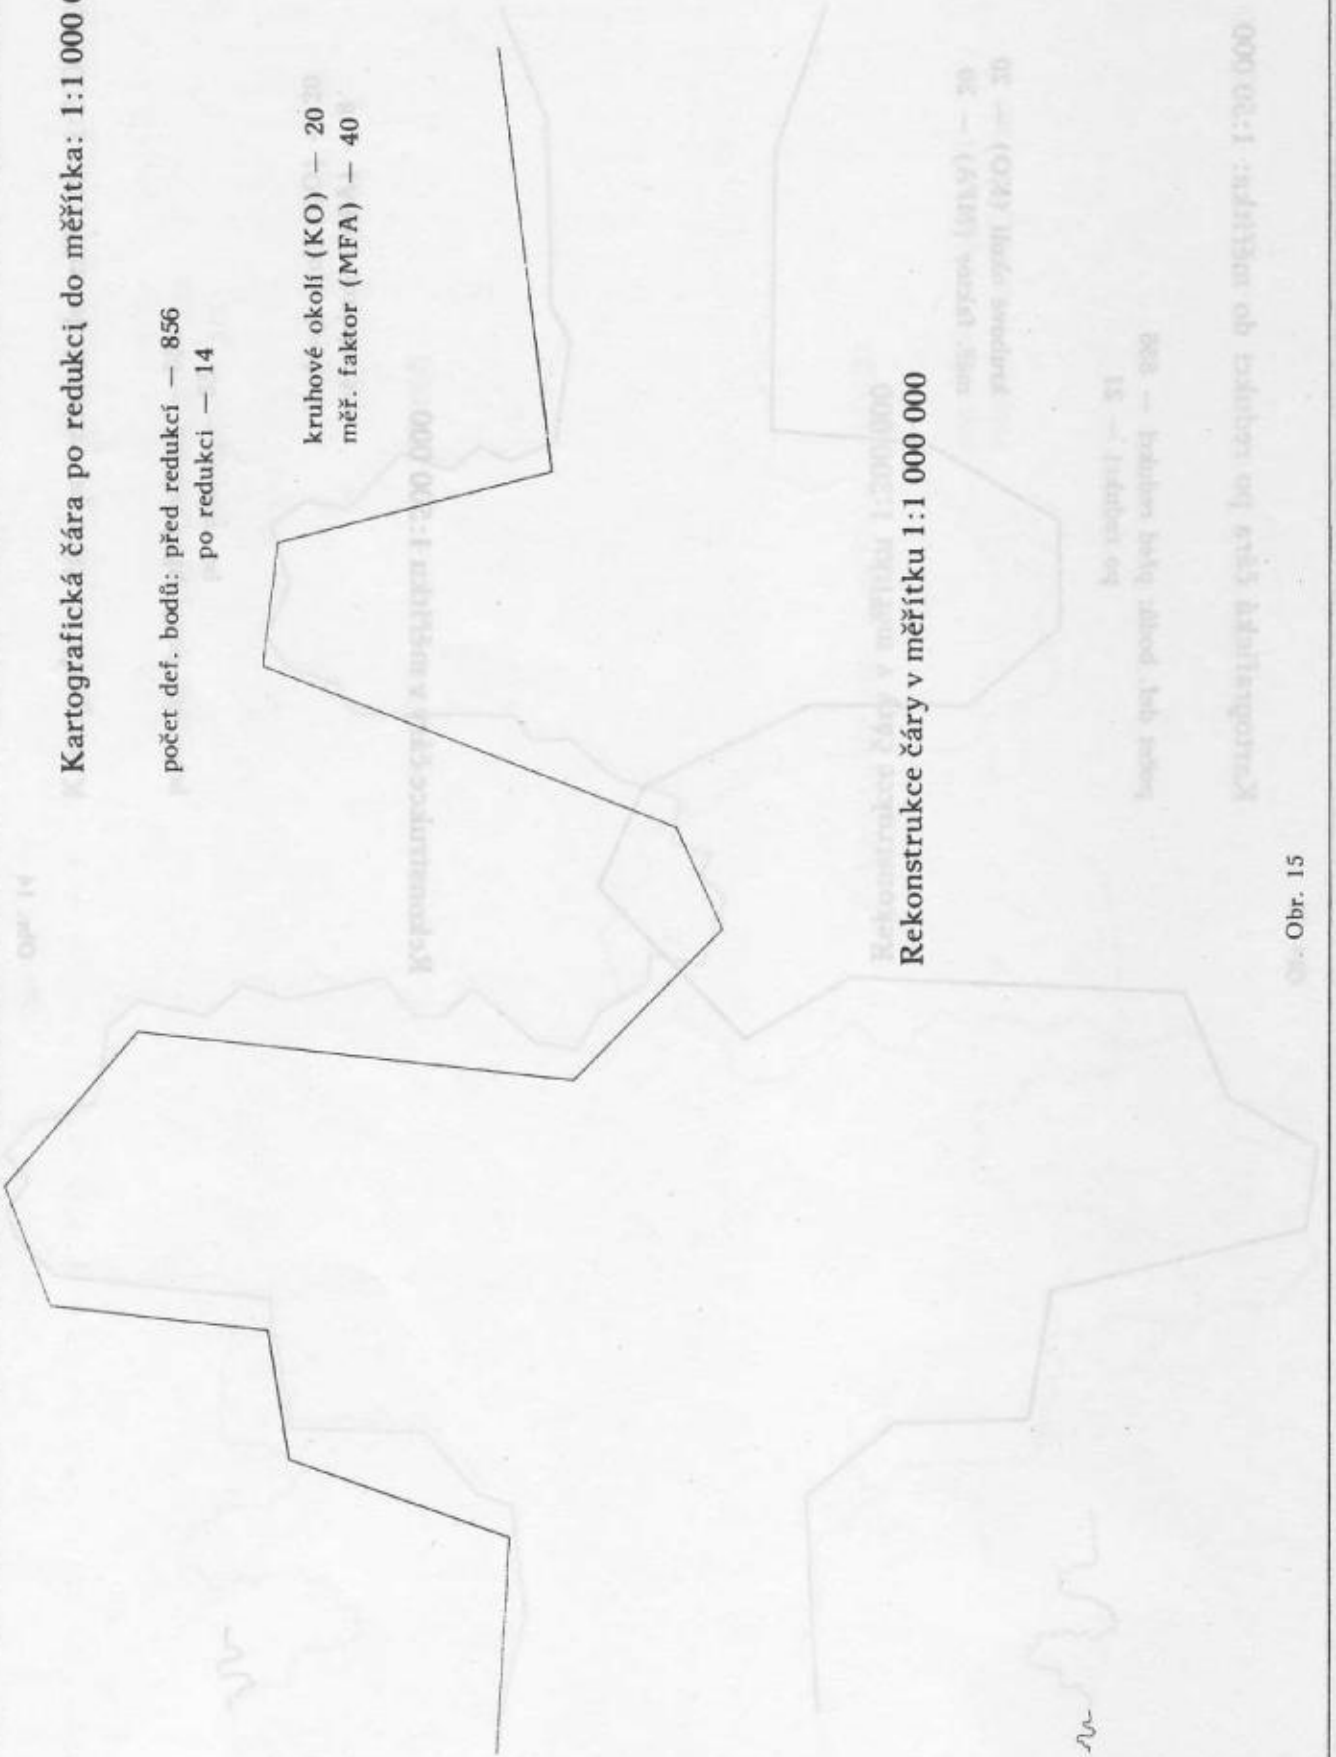 Kartografická čára po redukci do měřítka: 1:1 000
počet def. bodů: před redukcí — 856
po redukci — 14
kruhové okolí (KO) — 20
měř. faktor (MFA) — 40
Rekonstrukce čáry v měřítku 1:1 000 000
Obr. 15